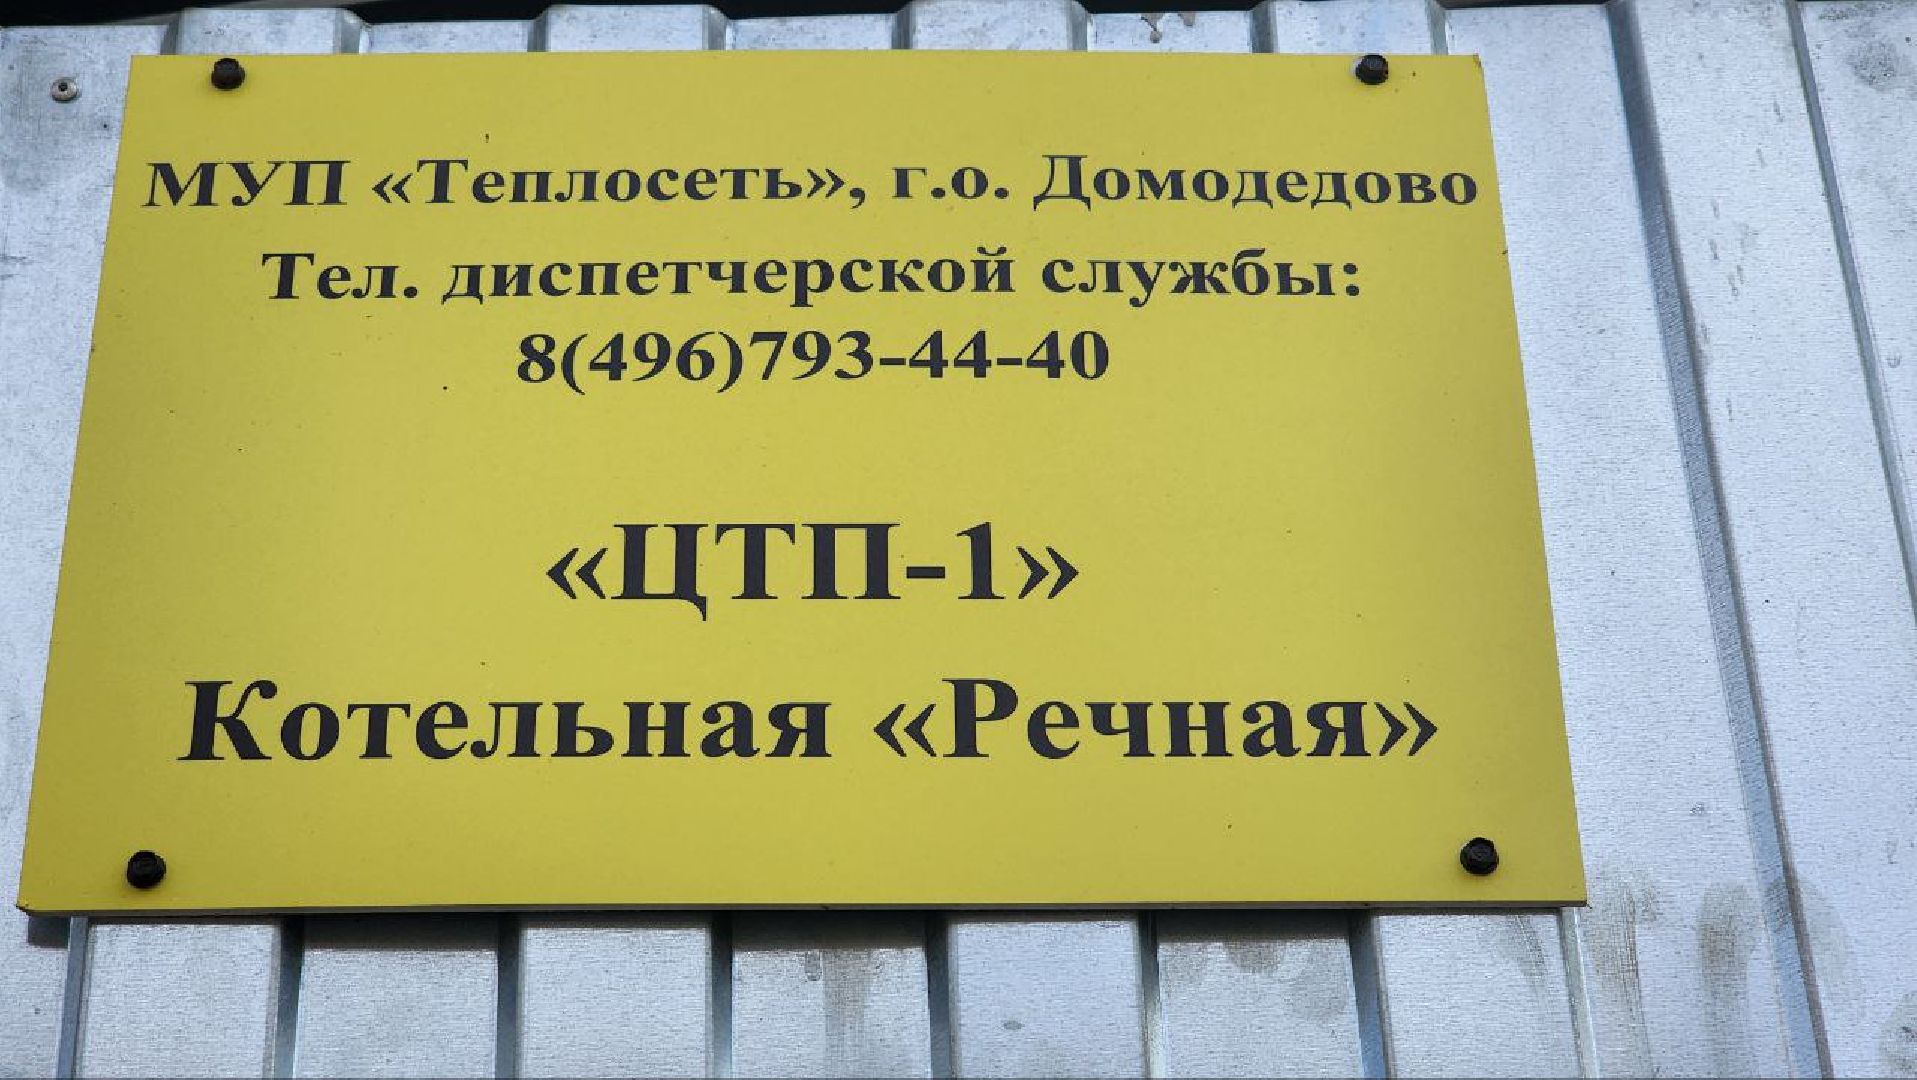 МУП «Теплосеть», г.о. Домодедово
Тел. диспетчерской службы:
8(496)793-44-40
«ЦТП-1»
Котельная «Речная»